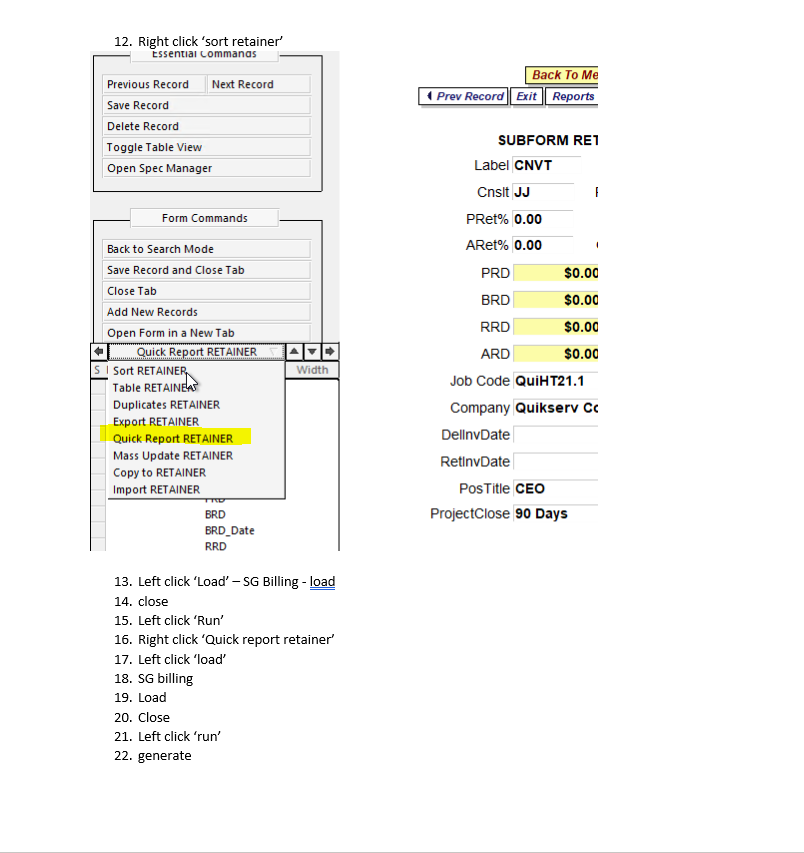 12. Right click ‘sort retainer’
Essential Commands
Previous Record Next Record
Save Record
Delete Record
Toggle Table View
Open Spec Manager
Form Commands
Back to Search Mode
Save Record and Close Tab
Close Tab
Add New Records
Open Form in a New Tab
Quick Report RETAINER
S Width
Sort RETAINER
Table RETAINER
Duplicates RETAINER
Export RETAINER
Quick Report RETAINER
Mass Update RETAINER
Copy to RETAINER
Import RETAINER
BRD
BRD_Date
RRD
Back To Me
Prev Record Exit Reports
SUBFORM RET
Label CNVT
Cnslt JJ
PRet% 0.00
ARet% 0.00
PRD $0.00
BRD $0.00
RRD $0.00
ARD $0.00
Job Code QuiHT21.1
Company Quikserv Co
DelInvDate
RetInvDate
PosTitle CEO
ProjectClose 90 Days
13. Left click ‘Load’ – SG Billing - load
14. close
15. Left click ‘Run’
16. Right click ‘Quick report retainer’
17. Left click ‘load’
18. SG billing
19. Load
20. Close
21. Left click ‘run’
22. generate